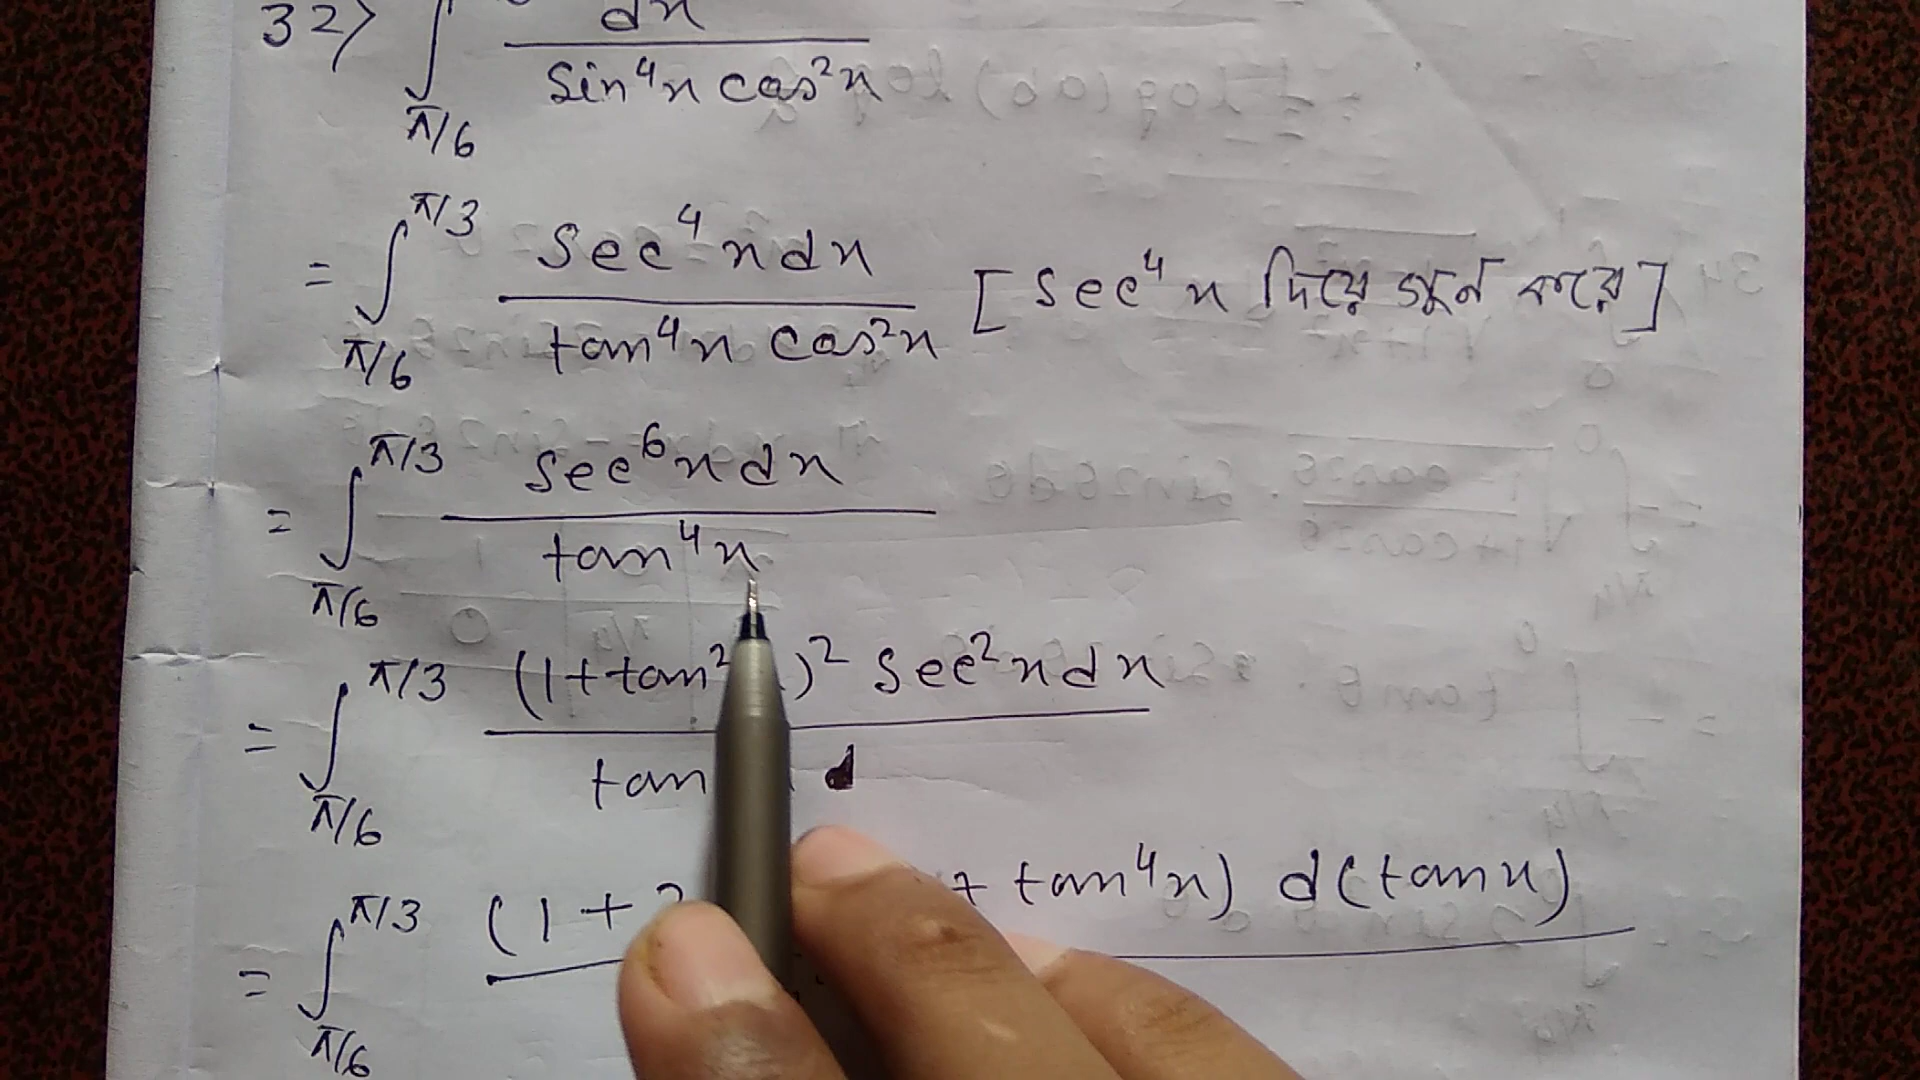 32) ∫ dx
π/6 sin⁴x cos²x
= ∫ π/3 π/6 sec⁴x dx / tan⁴x cos²x [sec⁴x দিয়ে গুন করে]
= ∫ π/3 π/6 sec⁶x dx / tan⁴x
= ∫ π/3 π/6 (1+tan² )² sec²x dx / tan
= ∫ π/3 π/6 (1+2 + tan⁴x) d(tanx)